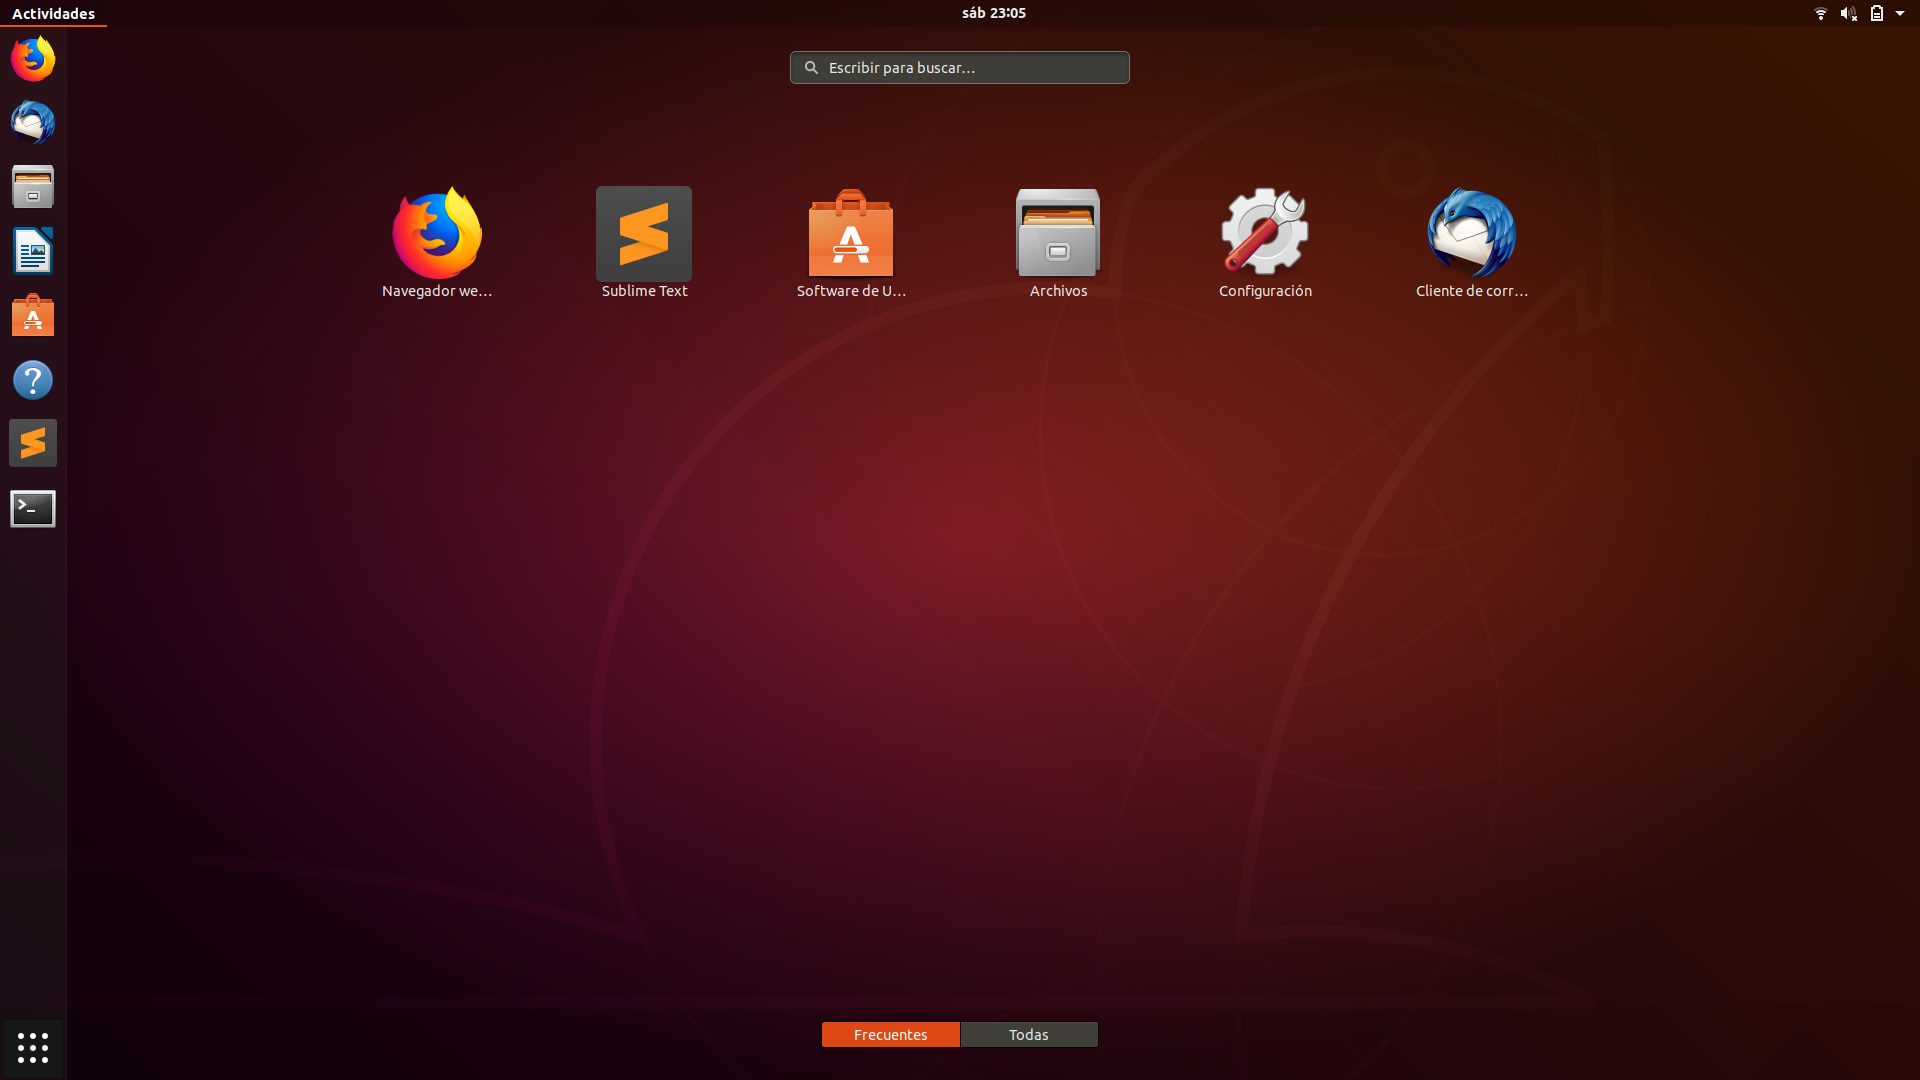 Actividades
sáb 23:05
Escribir para buscar...
Navegador we...
Sublime Text
Software de U...
Archivos
Configuración
Cliente de corr...
Frecuentes
Todas